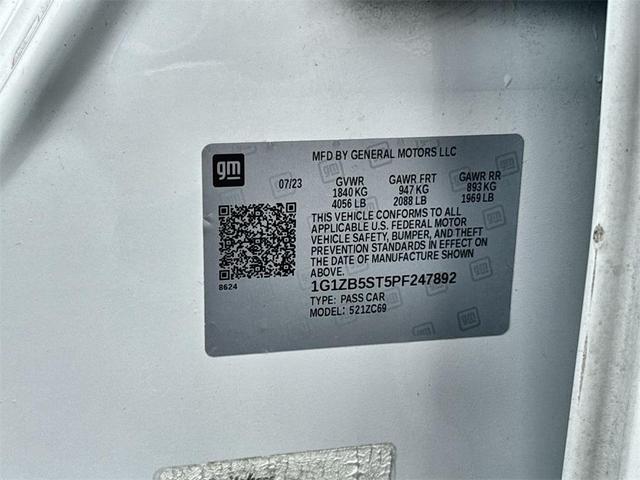 MFD BY GENERAL MOTORS LLC
gm
07/23 GVWR GAWR FRT GAWR RR
1840 KG 947 KG 893 KG
4056 LB 2088 LB 1969 LB
THIS VEHICLE CONFORMS TO ALL
APPLICABLE U.S. FEDERAL MOTOR
VEHICLE SAFETY, BUMPER, AND THEFT
PREVENTION STANDARDS IN EFFECT ON
THE DATE OF MANUFACTURE SHOWN
ABOVE.
8624
1G1ZB5ST5PF247892
TYPE: PASS CAR
MODEL: 521ZC69